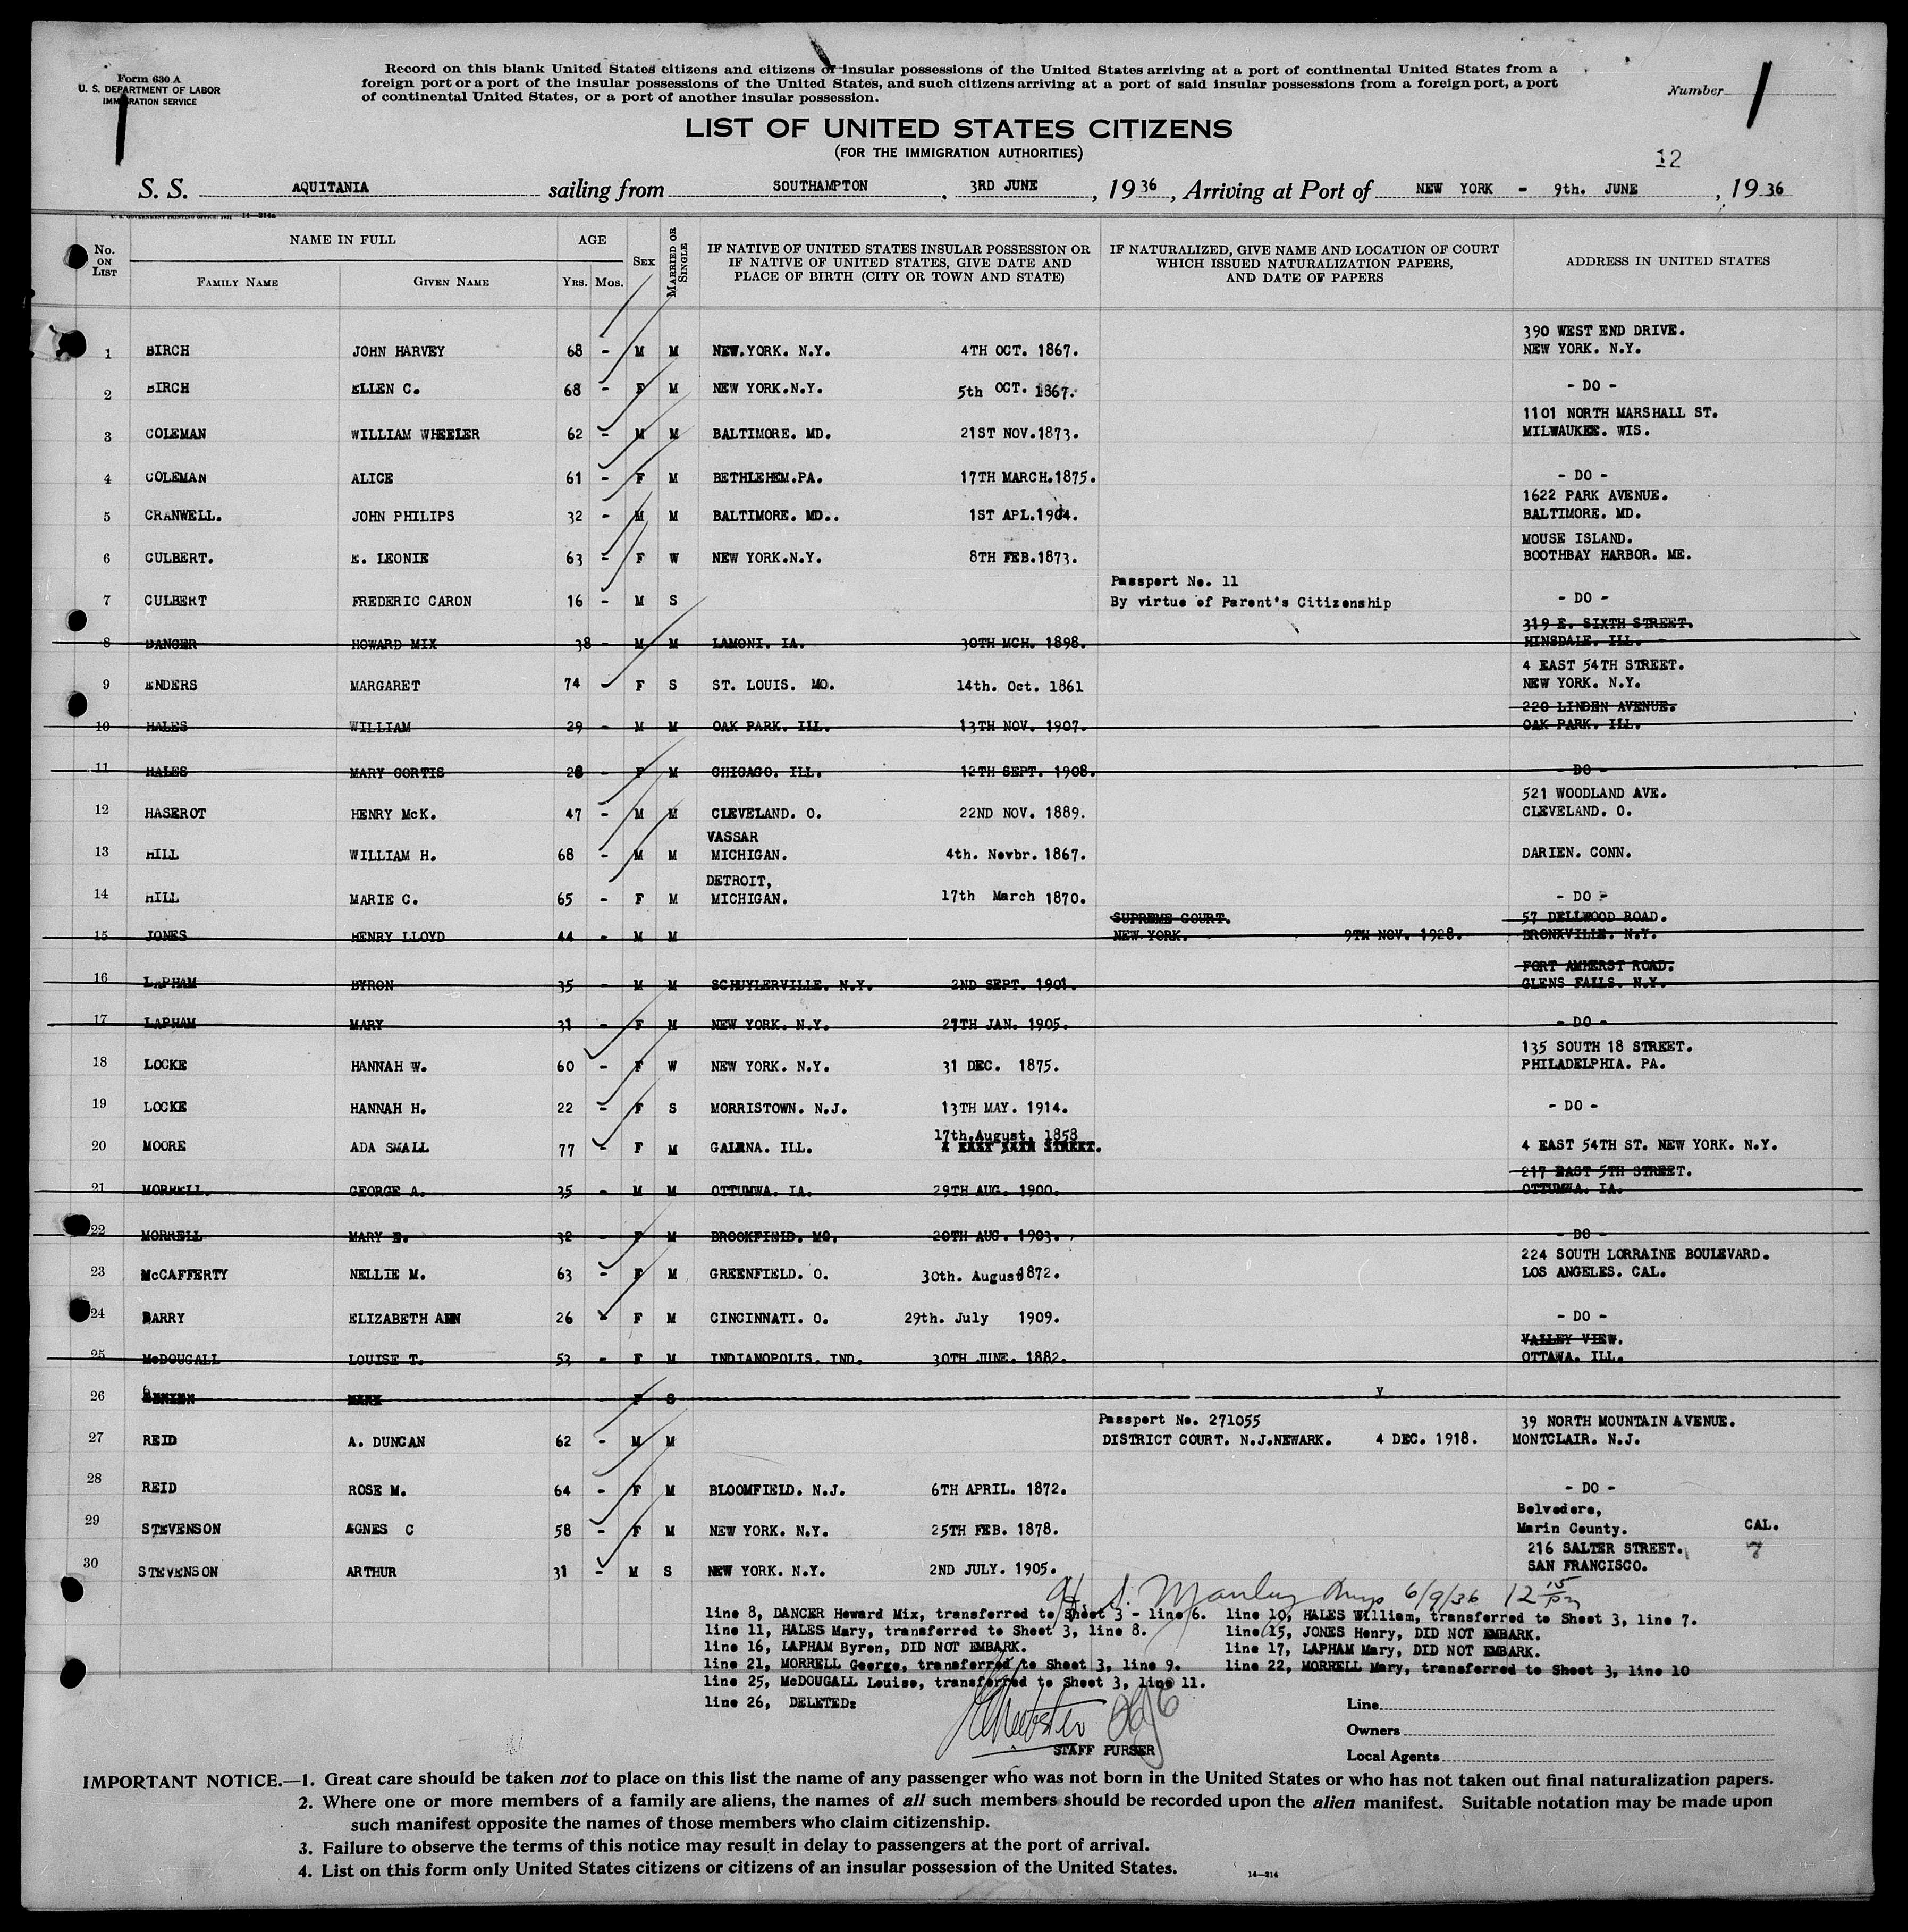 Form 630 A
U. S. DEPARTMENT OF LABOR
IMMIGRATION SERVICE
Record on this blank United States citizens and citizens of insular possessions of the United States arriving at a port of continental United States from a
foreign port or a port of the insular possessions of the United States, and such citizens arriving at a port of said insular possessions from a foreign port, a port
of continental United States, or a port of another insular possession.
Number 1
LIST OF UNITED STATES CITIZENS
(FOR THE IMMIGRATION AUTHORITIES)
12
S. S. AQUITANIA sailing from SOUTHAMPTON, 3RD JUNE, 1936, Arriving at Port of NEW YORK - 9th. JUNE, 1936
U. S. GOVERNMENT PRINTING OFFICE: 1931 14-214a
No. on List NAME IN FULL AGE Sex Married or Single IF NATIVE OF UNITED STATES INSULAR POSSESSION OR IF NATIVE OF UNITED STATES, GIVE DATE AND PLACE OF BIRTH (CITY OR TOWN AND STATE) IF NATURALIZED, GIVE NAME AND LOCATION OF COURT WHICH ISSUED NATURALIZATION PAPERS, AND DATE OF PAPERS ADDRESS IN UNITED STATES
Family Name Given Name Yrs. Mos.
390 WEST END DRIVE.
1 BIRCH JOHN HARVEY 68 - M M NEW.YORK. N.Y. 4TH OCT. 1867. NEW YORK. N.Y.
2 BIRCH ELLEN C. 68 - F M NEW YORK.N.Y. 5th OCT. 1867. - DO -
1101 NORTH MARSHALL ST.
3 COLEMAN WILLIAM WHEELER 62 - M M BALTIMORE. MD. 21ST NOV.1873. MILWAUKEE. WIS.
4 COLEMAN ALICE 61 - F M BETHLEHEM.PA. 17TH MARCH.1875. - DO -
1622 PARK AVENUE.
5 CRANWELL. JOHN PHILIPS 32 - M M BALTIMORE. MD.. 1ST APL.1904. BALTIMORE. MD.
MOUSE ISLAND.
6 CULBERT. E. LEONIE 63 - F W NEW YORK.N.Y. 8TH FEB.1873. BOOTHBAY HARBOR. ME.
Passport No. 11
7 CULBERT FREDERIC CARON 16 - M S By virtue of Parent's Citizenship - DO -
319 E. SIXTH STREET.
8 DANCER HOWARD MIX 38 M M LAMONI. IA. 30TH MCH. 1898. HINSDALE. ILL. -
4 EAST 54TH STREET.
9 ENDERS MARGARET 74 - F S ST. LOUIS. MO. 14th. Oct. 1861 NEW YORK. N.Y.
220 LINDEN AVENUE.
10 HALES WILLIAM 29 - M M OAK PARK. ILL. 13TH NOV. 1907. OAK PARK. ILL.
11 HALES MARY CORTIS 28 - F M CHICAGO. ILL. 12TH SEPT. 1908. - DO -
521 WOODLAND AVE.
12 HASEROT HENRY McK. 47 - M M CLEVELAND. O. 22ND NOV. 1889. CLEVELAND. O.
VASSAR
13 HILL WILLIAM H. 68 - M M MICHIGAN. 4th. Novbr. 1867. DARIEN. CONN.
DETROIT,
14 HILL MARIE C. 65 - F M MICHIGAN. 17th March 1870. - DO -
SUPREME COURT. 57 DELLWOOD ROAD.
15 JONES HENRY LLOYD 44 - M M NEW YORK. 9TH NOV. 1928. BRONXVILLE. N.Y.
FORT AMHERST ROAD.
16 LAPHAM BYRON 35 - M M SCHUYLERVILLE. N.Y. 2ND SEPT. 1901. GLENS FALLS. N.Y.
17 LAPHAM MARY 31 - F M NEW YORK. N.Y. 27TH JAN. 1905. - DO -
135 SOUTH 18 STREET.
18 LOCKE HANNAH W. 60 - F W NEW YORK. N.Y. 31 DEC. 1875. PHILADELPHIA. PA.
19 LOCKE HANNAH H. 22 - F S MORRISTOWN. N.J. 13TH MAY. 1914. - DO -
17th.August. 1858
20 MOORE ADA SMALL 77 - F M GALENA. ILL. 4 EAST 54TH ST. NEW YORK. N.Y.
217 EAST 5TH STREET.
21 MORRELL. GEORGE A. 35 - M M OTTUMWA. IA. 29TH AUG. 1900. OTTUMWA. IA.
22 MORRELL MARY E. 32 - F M BROOKFIELD. MO. 20TH AUG. 1903. - DO -
224 SOUTH LORRAINE BOULEVARD.
23 McCAFFERTY NELLIE M. 63 - F M GREENFIELD. O. 30th. August 1872. LOS ANGELES. CAL.
24 BARRY ELIZABETH ANN 26 - F M CINCINNATI. O. 29th. July 1909. - DO -
VALLEY VIEW.
25 McDOUGALL LOUISE T. 53 - F M INDIANOPOLIS. IND. 30TH JUNE. 1882. OTTAWA. ILL.
26 MARY F S
Passport No. 271055 39 NORTH MOUNTAIN AVENUE.
27 REID A. DUNCAN 62 - M M DISTRICT COURT. N.J.NEWARK. 4 DEC. 1918. MONTCLAIR. N.J.
28 REID ROSE M. 64 - F M BLOOMFIELD. N.J. 6TH APRIL. 1872. - DO -
Belvedere,
29 STEVENSON AGNES C 58 - F M NEW YORK. N.Y. 25TH FEB. 1878. Marin County. CAL.
216 SALTER STREET. 7
30 STEVENSON ARTHUR 31 - M S NEW YORK. N.Y. 2ND JULY. 1905. SAN FRANCISCO.
6/9/36 12 15 pm
line 8, DANCER Howard Mix, transferred to Sheet 3 - line 6. line 10, HALES William, transferred to Sheet 3, line 7.
line 11, HALES Mary, transferred to Sheet 3, line 8. line 15, JONES Henry, DID NOT EMBARK.
line 16, LAPHAM Byron, DID NOT EMBARK. line 17, LAPHAM Mary, DID NOT EMBARK.
line 21, MORRELL George, transferred to Sheet 3, line 9. line 22, MORRELL Mary, transferred to Sheet 3, line 10
line 25, McDOUGALL Louise, transferred to Sheet 3, line 11.
line 26, DELETED:
STAFF PURSER
Line
Owners
Local Agents
IMPORTANT NOTICE.—1. Great care should be taken not to place on this list the name of any passenger who was not born in the United States or who has not taken out final naturalization papers.
2. Where one or more members of a family are aliens, the names of all such members should be recorded upon the alien manifest. Suitable notation may be made upon
such manifest opposite the names of those members who claim citizenship.
3. Failure to observe the terms of this notice may result in delay to passengers at the port of arrival.
4. List on this form only United States citizens or citizens of an insular possession of the United States.
14—214